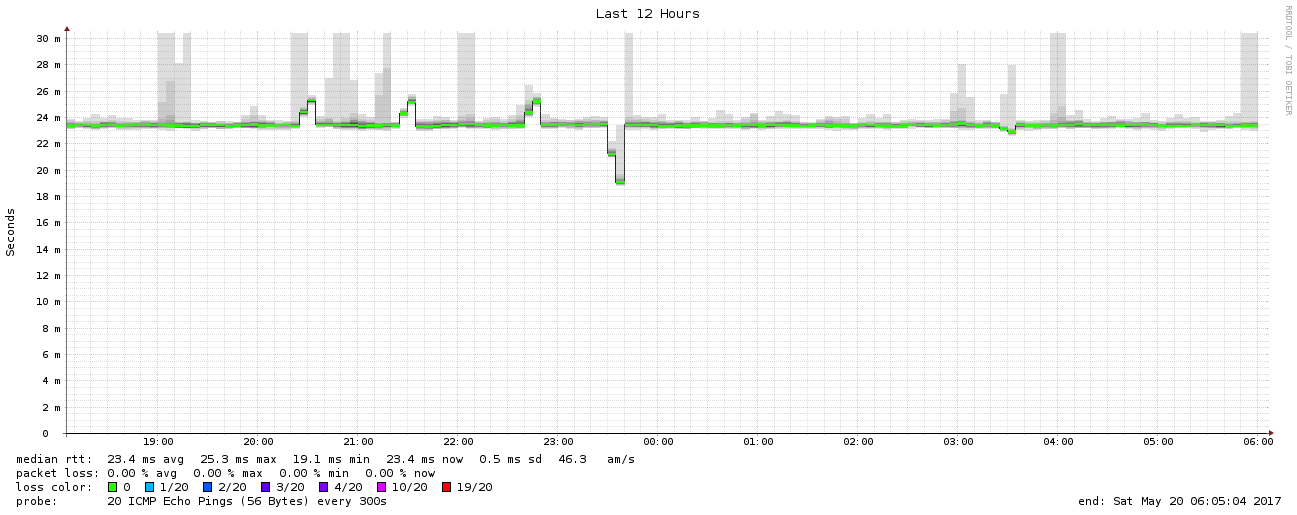 Last 12 Hours
RRDTOOL / TOBI OETIKER
Seconds
30 m
28 m
26 m
24 m
22 m
20 m
18 m
16 m
14 m
12 m
10 m
8 m
6 m
4 m
2 m
0
19:00 20:00 21:00 22:00 23:00 00:00 01:00 02:00 03:00 04:00 05:00 06:00
median rtt: 23.4 ms avg 25.3 ms max 19.1 ms min 23.4 ms now 0.5 ms sd 46.3 am/s
packet loss: 0.00 % avg 0.00 % max 0.00 % min 0.00 % now
loss color: 0 1/20 2/20 3/20 4/20 10/20 19/20
probe: 20 ICMP Echo Pings (56 Bytes) every 300s end: Sat May 20 06:05:04 2017